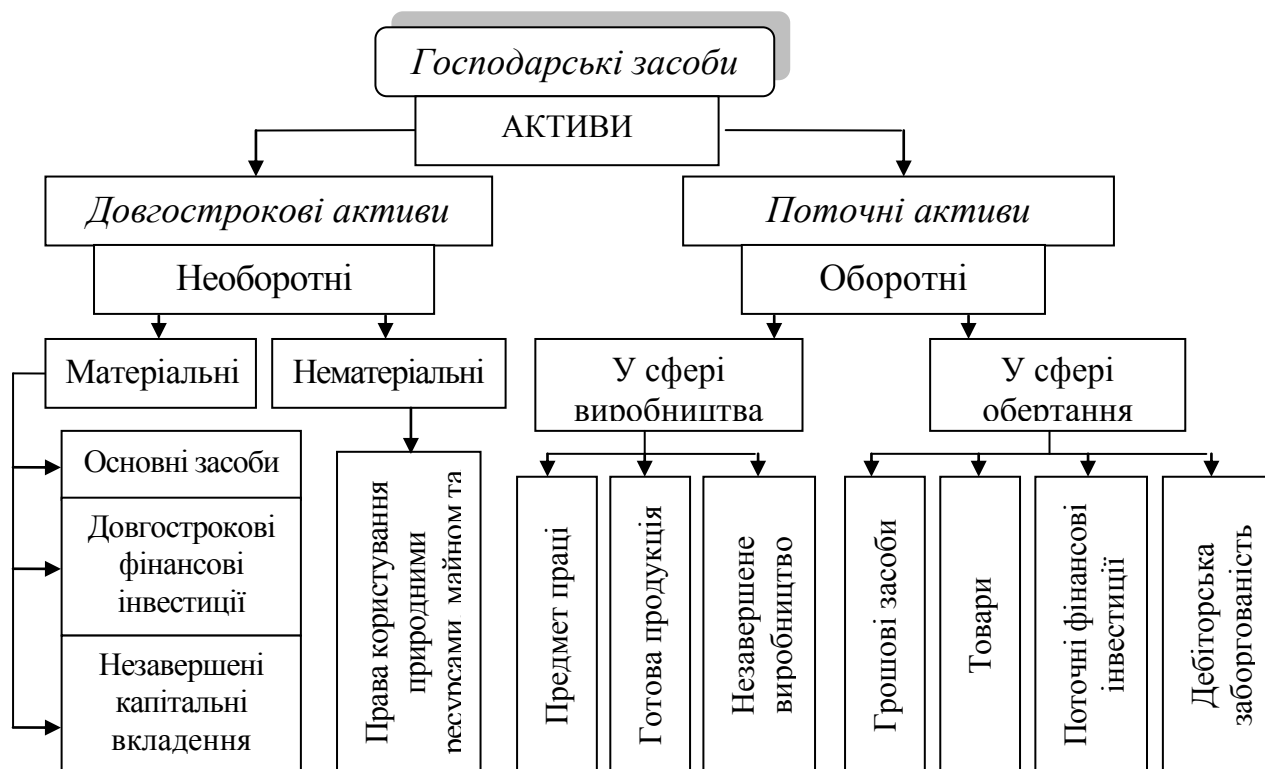 Господарські засоби
АКТИВИ
Довгострокові активи
Поточні активи
Необоротні
Оборотні
Матеріальні
Нематеріальні
У сфері
виробництва
У сфері
обертання
Основні засоби
Довгострокові
фінансові
інвестиції
Незавершені
капітальні
вкладення
Права користування
природними
ресурсами майном та
Предмет праці
Готова продукція
Незавершене
виробництво
Грошові засоби
Товари
Поточні фінансові
інвестиції
Дебіторська
заборгованість